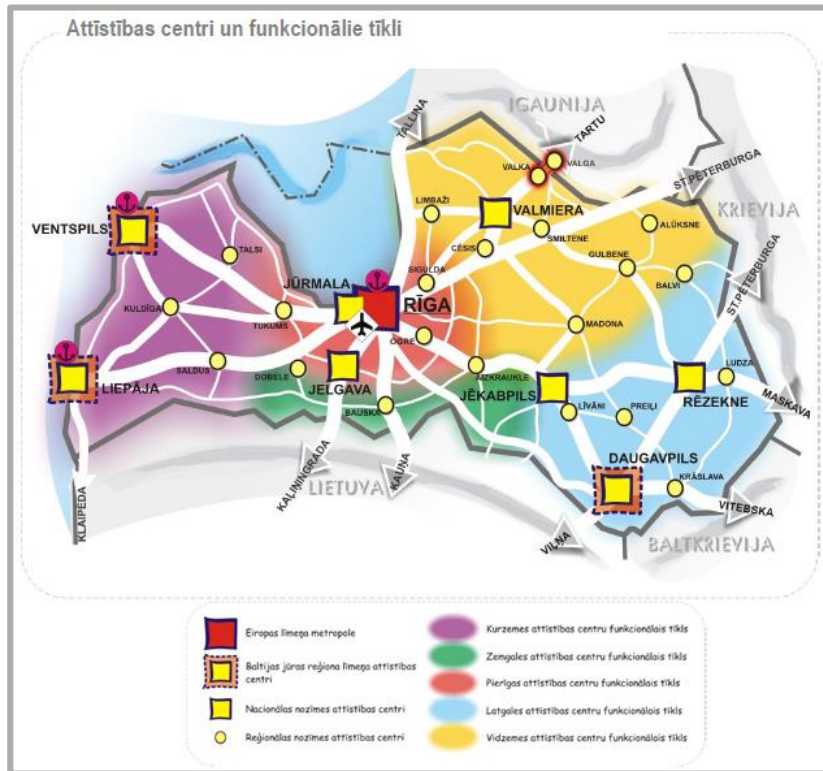 Attīstības centri un funkcionālie tīkli
IGAUNIJA
TALLINA
TARTU
VALKA
VALGA
ST.PĒTERBURGA
KRIEVIJA
LIMBAŽI
VALMIERA
ALŪKSNE
VENTSPILS
TALSI
CĒSIS
SMILTENE
GULBENE
SIGULDA
BALVI
ST.PĒTERBURGA
JŪRMALA
RĪGA
KULDĪGA
TUKUMS
OGRE
MADONA
LIEPĀJA
SALDUS
DOBELE
JELGAVA
AIZKRAUKLE
JĒKABPILS
RĒZEKNE
LUDZA
MASKAVA
BAUSKA
LĪVĀNI
PREIĻI
DAUGAVPILS
KRĀSLAVA
KLAIPĒDA
KAĻIŅINGRADA
LIETUVA
KAUŅA
VIĻŅA
VITEBSKA
BALTKRIEVIJA
Eiropas līmeņa metropole
Baltijas jūras reģiona līmeņa attīstības
centri
Nacionālas nozīmes attīstības centri
Reģionālas nozīmes attīstības centri
Kurzemes attīstības centru funkcionālais tīkls
Zemgales attīstības centru funkcionālais tīkls
Pierīgas attīstības centru funkcionālais tīkls
Latgales attīstības centru funkcionālais tīkls
Vidzemes attīstības centru funkcionālais tīkls